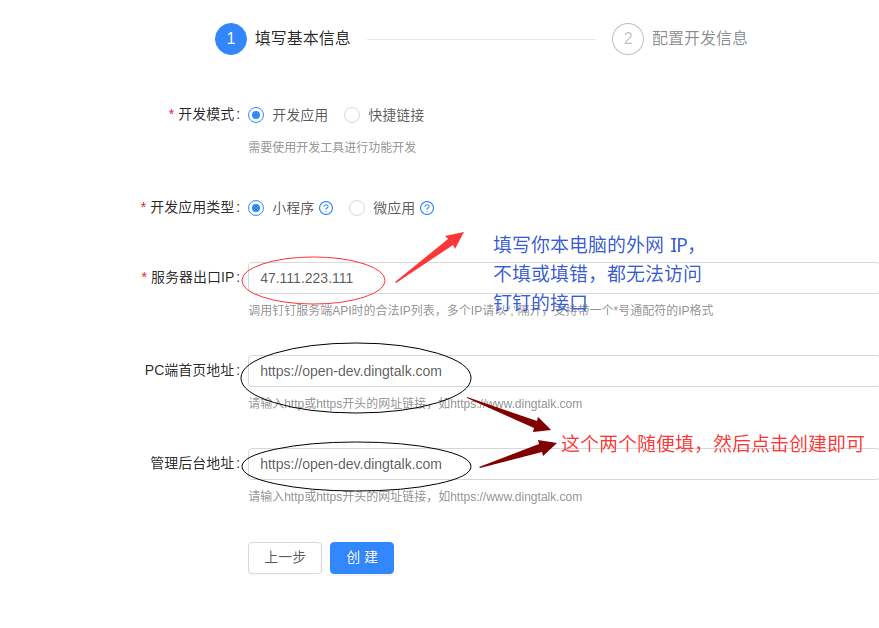 1 填写基本信息 2 配置开发信息
* 开发模式: 开发应用 快捷链接
需要使用开发工具进行功能开发
* 开发应用类型: 小程序 ? 微应用 ?
填写你本电脑的外网 IP，
不填或填错，都无法访问
钉钉的接口
* 服务器出口IP: 47.111.223.111
调用钉钉服务端API时的合法IP列表，多个IP请以","隔开，支持带一个*号通配符的IP格式
PC端首页地址: https://open-dev.dingtalk.com
请输入http或https开头的网址链接，如https://www.dingtalk.com
这个两个随便填，然后点击创建即可
管理后台地址: https://open-dev.dingtalk.com
请输入http或https开头的网址链接，如https://www.dingtalk.com
上一步 创 建